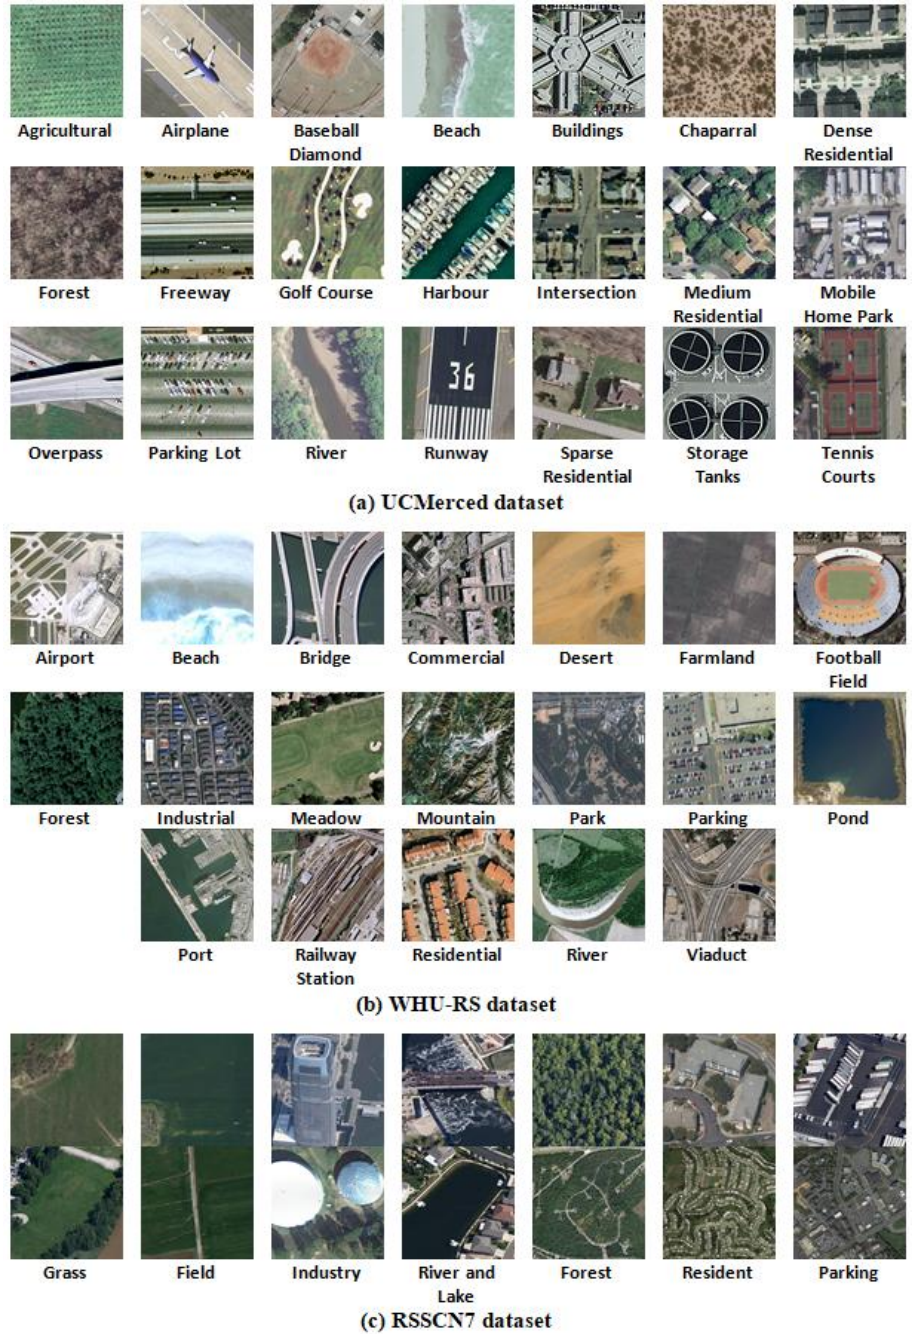 Agricultural Airplane Baseball Beach Buildings Chaparral Dense
Diamond Residential
36
Forest Freeway Golf Course Harbour Intersection Medium Mobile
Residential Home Park
Overpass Parking Lot River Runway Sparse Storage Tennis
Residential Tanks Courts
(a) UCMerced dataset
Airport Beach Bridge Commercial Desert Farmland Football
Field
Forest Industrial Meadow Mountain Park Parking Pond
Port Railway Residential River Viaduct
Station
(b) WHU-RS dataset
Grass Field Industry River and Forest Resident Parking
Lake
(c) RSSCN7 dataset